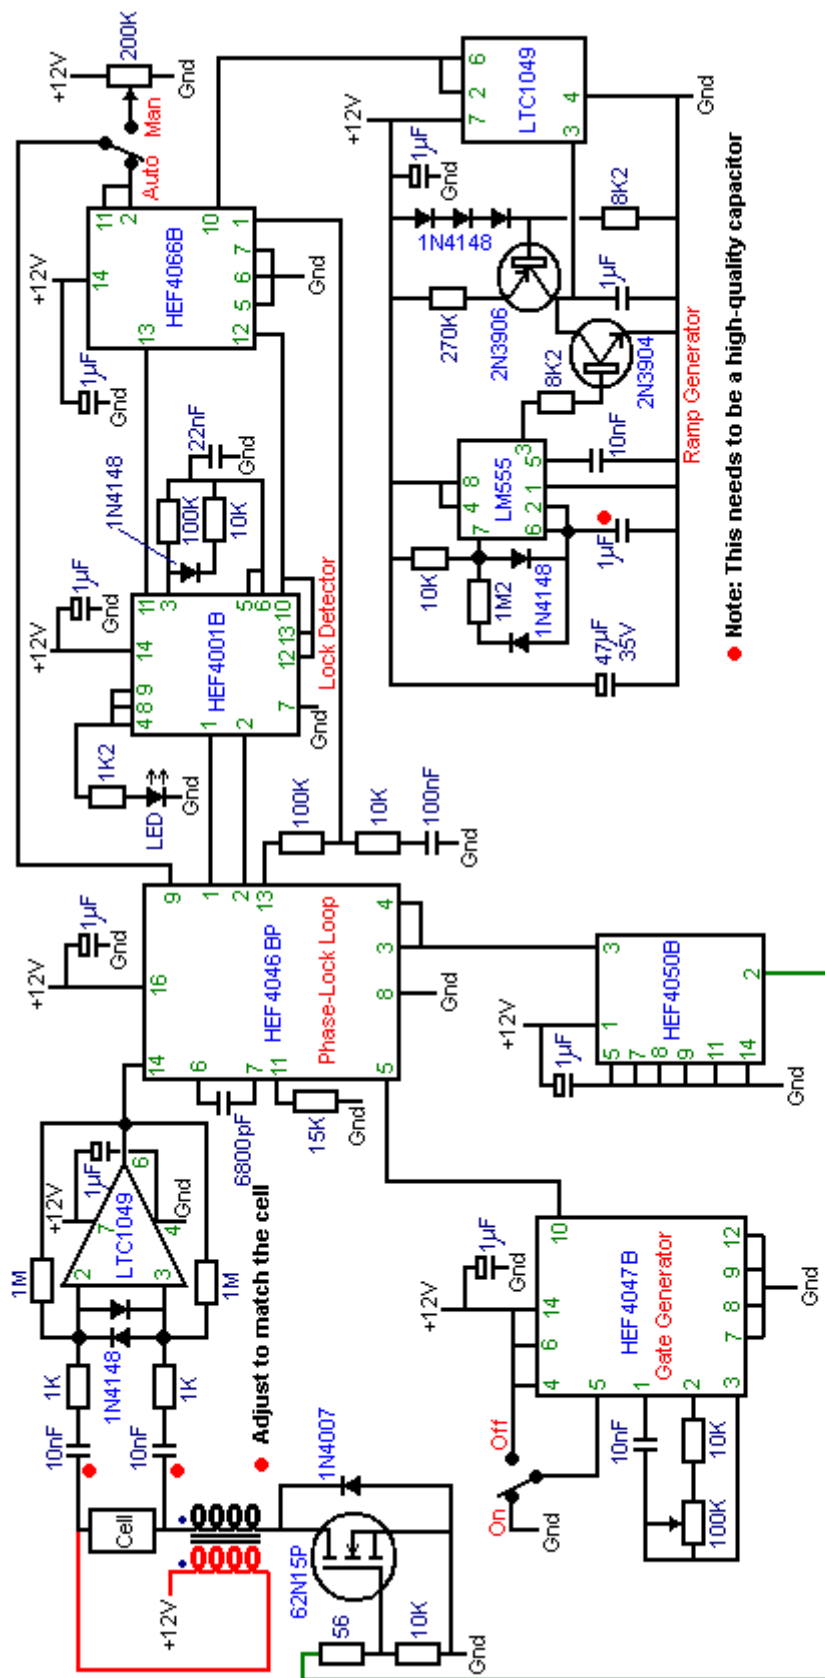 +12V
200K
Gnd
Man
Auto
11
2
+12V
14
HEF4066B
10
1
7
6
5
12
13
Gnd
1µF
Gnd
22nF
Gnd
1N4148
100K
10K
1µF
Gnd
+12V
11
3
5
6
10
14
HEF4001B
13
12
Lock Detector
4
8
9
1
2
7
Gnd
1K2
LED
Gnd
100K
10K
100nF
Gnd
+12V
1µF
Gnd
9
1
2
13
16
HEF4046BP
Phase-Lock Loop
4
3
8
Gnd
14
6
7
11
5
6800pF
15K
Gnd
+12V
1µF
7
6
LTC1049
2
3
4
Gnd
1M
1M
1N4148
1K
1K
10nF
10nF
Adjust to match the cell
Cell
+12V
1N4007
62N15P
56
10K
Gnd
+12V
LTC1049
6
2
7
3
4
Gnd
1µF
Gnd
1N4148
8K2
270K
2N3906
1µF
2N3904
8K2
Ramp Generator
LM555
8
4
3
5
1
2
6
7
10nF
10K
1M2
1N4148
1µF
47µF
35V
Note: This needs to be a high-quality capacitor
+12V
1µF
HEF4050B
3
2
1
5
7
8
9
11
14
Gnd
+12V
1µF
Gnd
10
14
6
4
5
HEF4047B
Gate Generator
12
9
8
7
1
2
3
Gnd
Off
On
Gnd
10nF
10K
100K